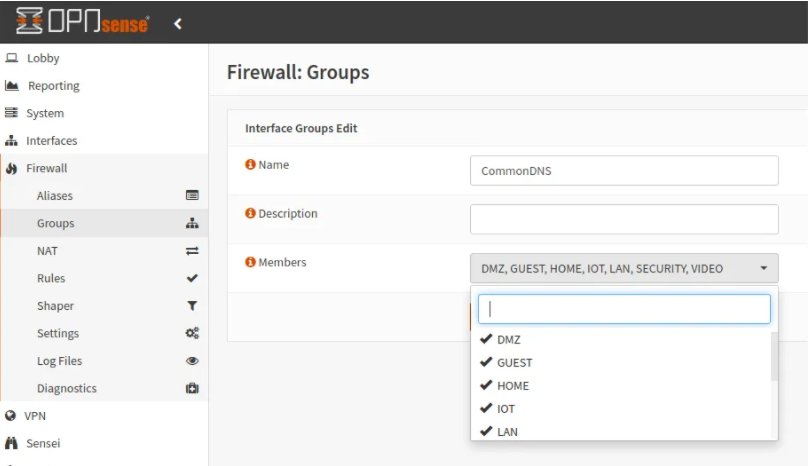 OPNsense
Lobby
Reporting
System
Interfaces
Firewall
Aliases
Groups
NAT
Rules
Shaper
Settings
Log Files
Diagnostics
VPN
Sensei
Firewall: Groups
Interface Groups Edit
Name
CommonDNS
Description
Members
DMZ, GUEST, HOME, IOT, LAN, SECURITY, VIDEO
DMZ
GUEST
HOME
IOT
LAN